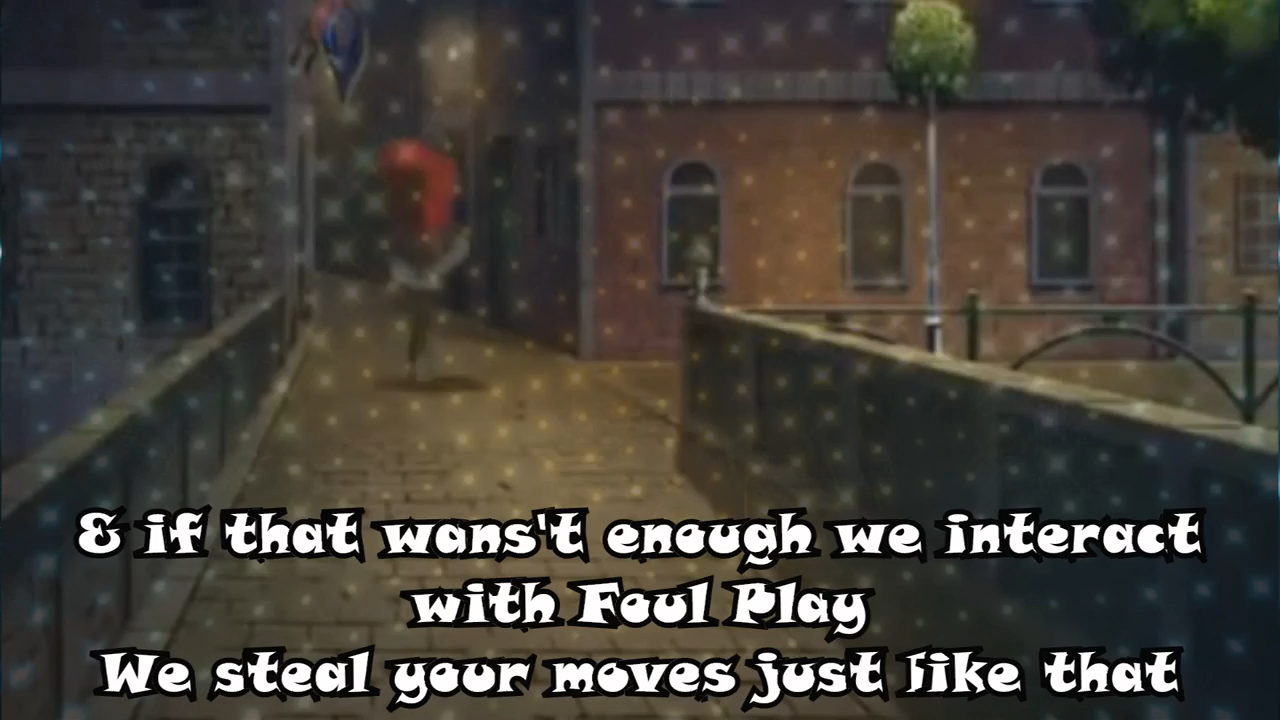 & if that wans't enough we interact
with Foul Play
We steal your moves just like that